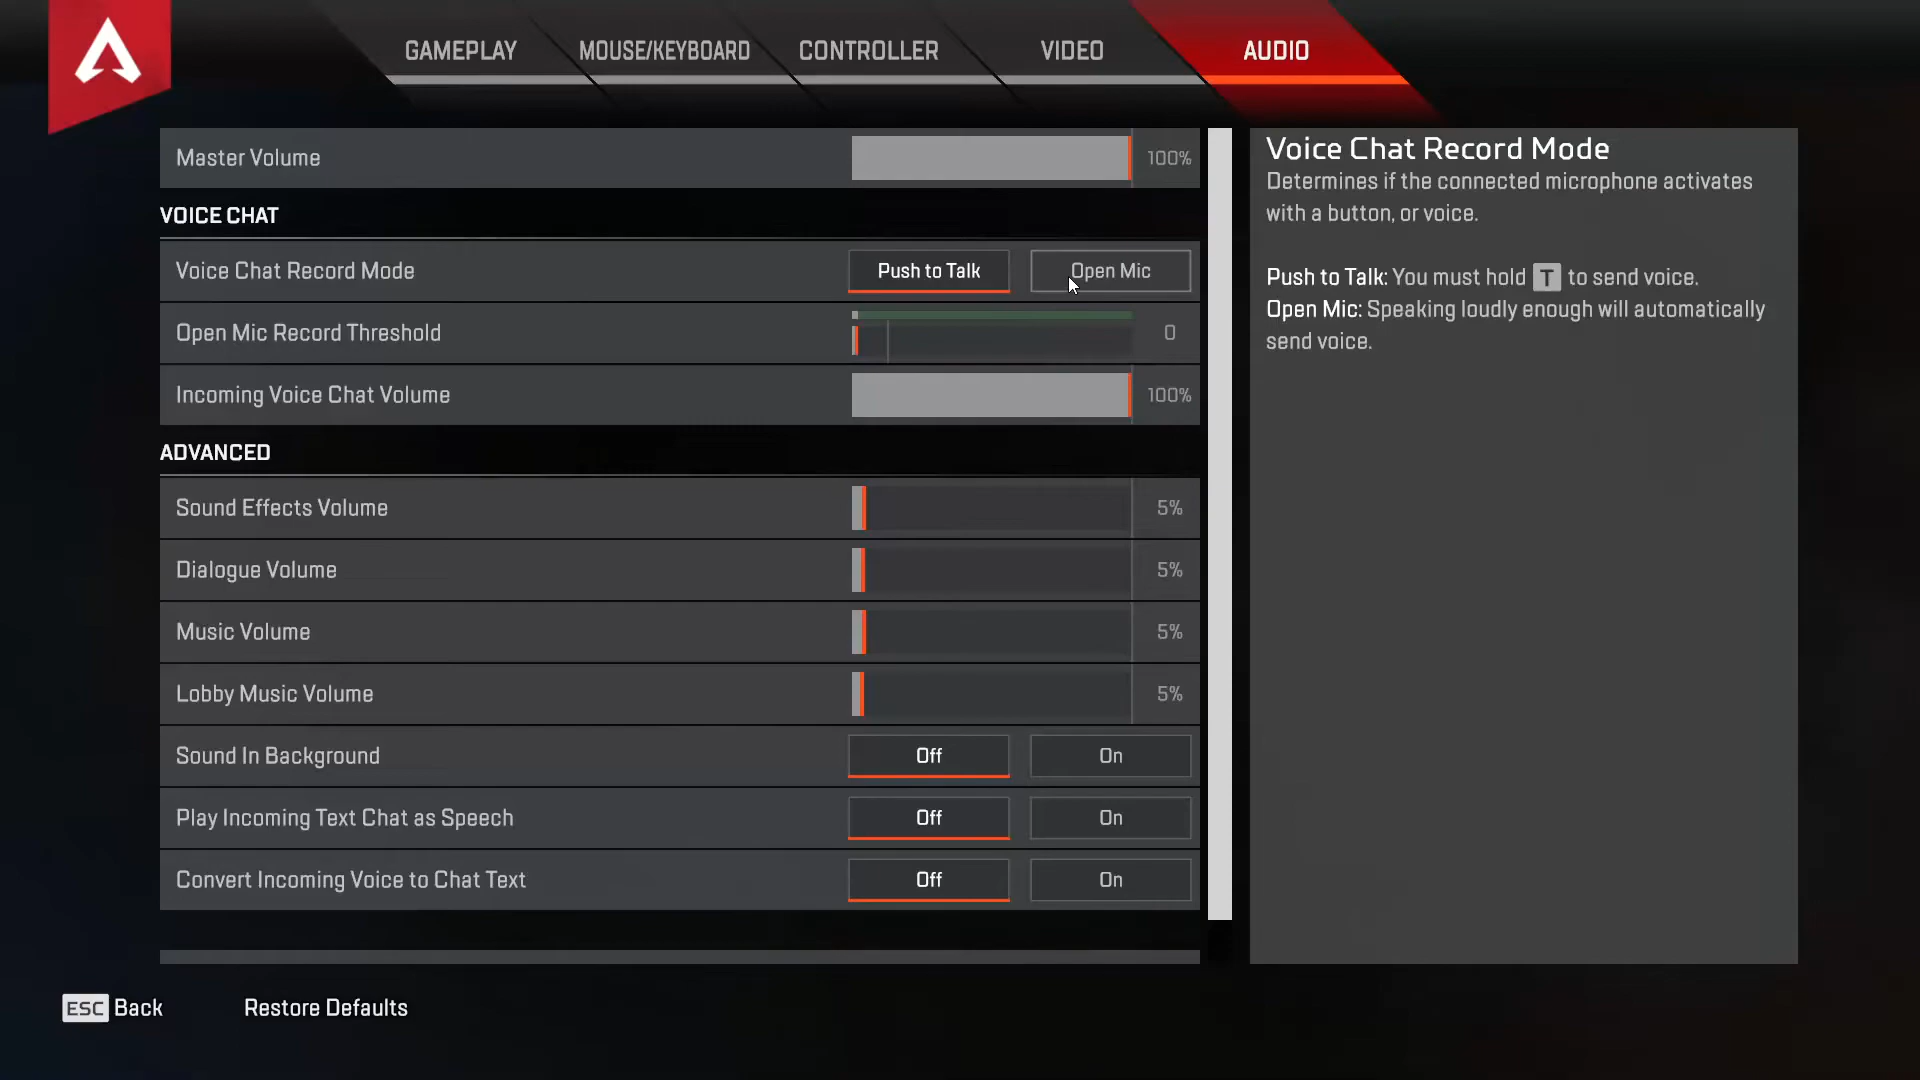 GAMEPLAY MOUSE/KEYBOARD CONTROLLER VIDEO AUDIO
Master Volume 100%
VOICE CHAT
Voice Chat Record Mode Push to Talk Open Mic
Open Mic Record Threshold 0
Incoming Voice Chat Volume 100%
ADVANCED
Sound Effects Volume 5%
Dialogue Volume 5%
Music Volume 5%
Lobby Music Volume 5%
Sound In Background Off On
Play Incoming Text Chat as Speech Off On
Convert Incoming Voice to Chat Text Off On
Voice Chat Record Mode
Determines if the connected microphone activates
with a button, or voice.
Push to Talk: You must hold T to send voice.
Open Mic: Speaking loudly enough will automatically
send voice.
ESC Back Restore Defaults